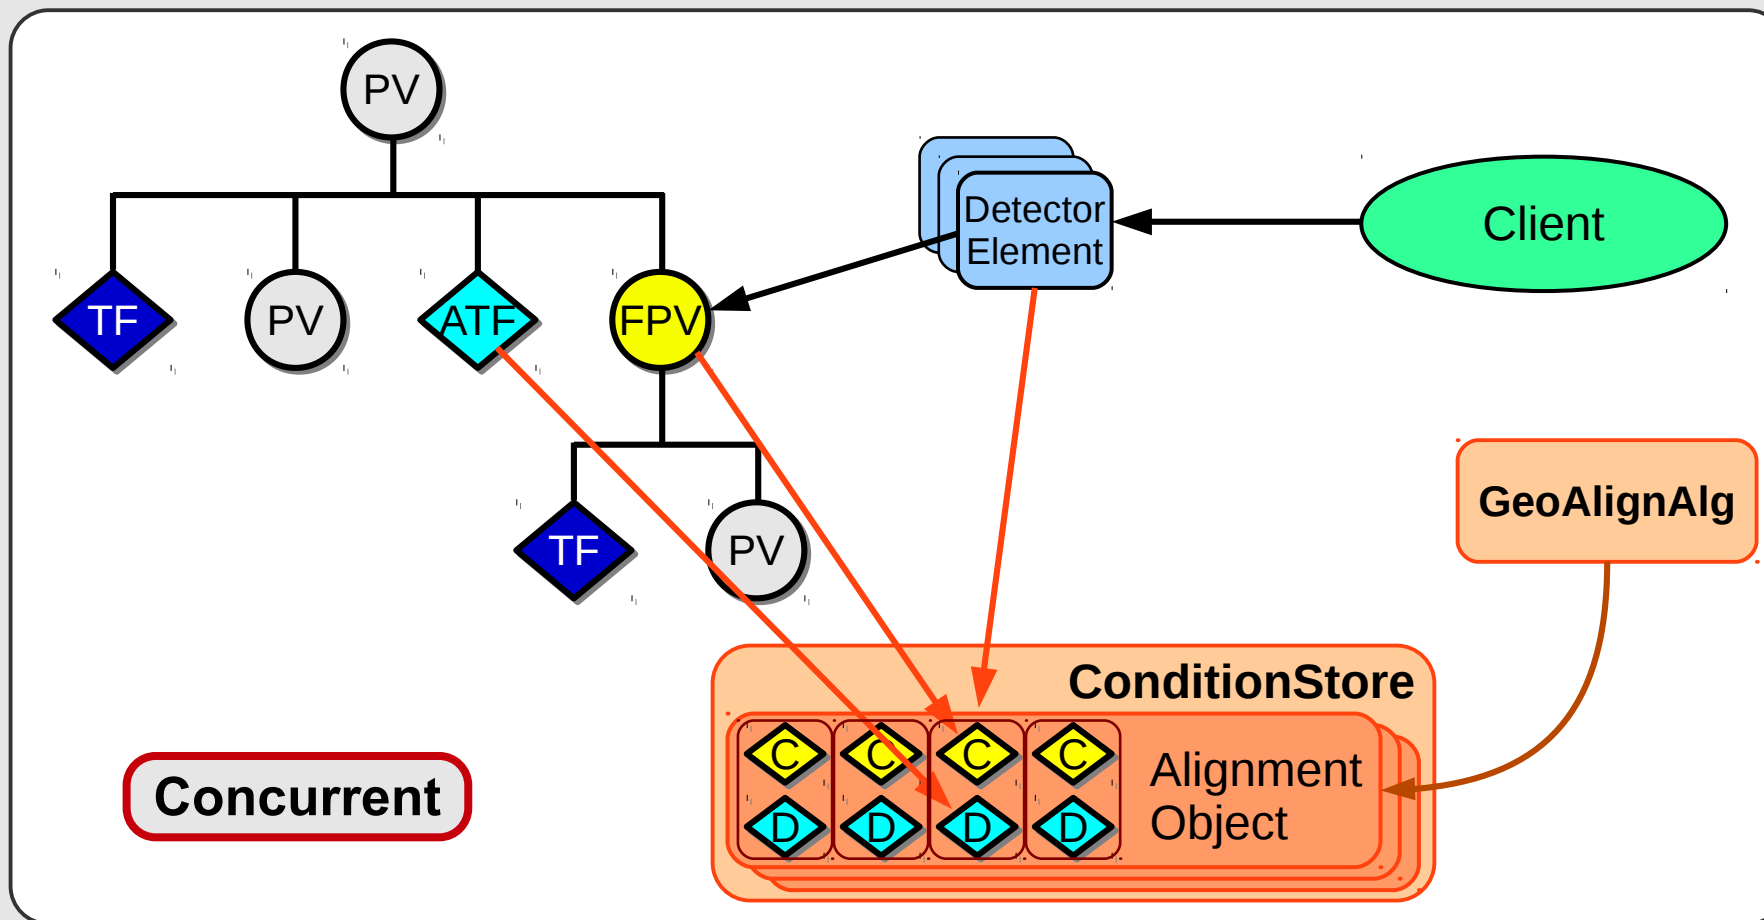 PV
Detector
Element
Client
TF
PV
ATF
FPV
GeoAlignAlg
TF
PV
ConditionStore
C
C
C
C
Alignment
Object
D
D
D
D
Concurrent